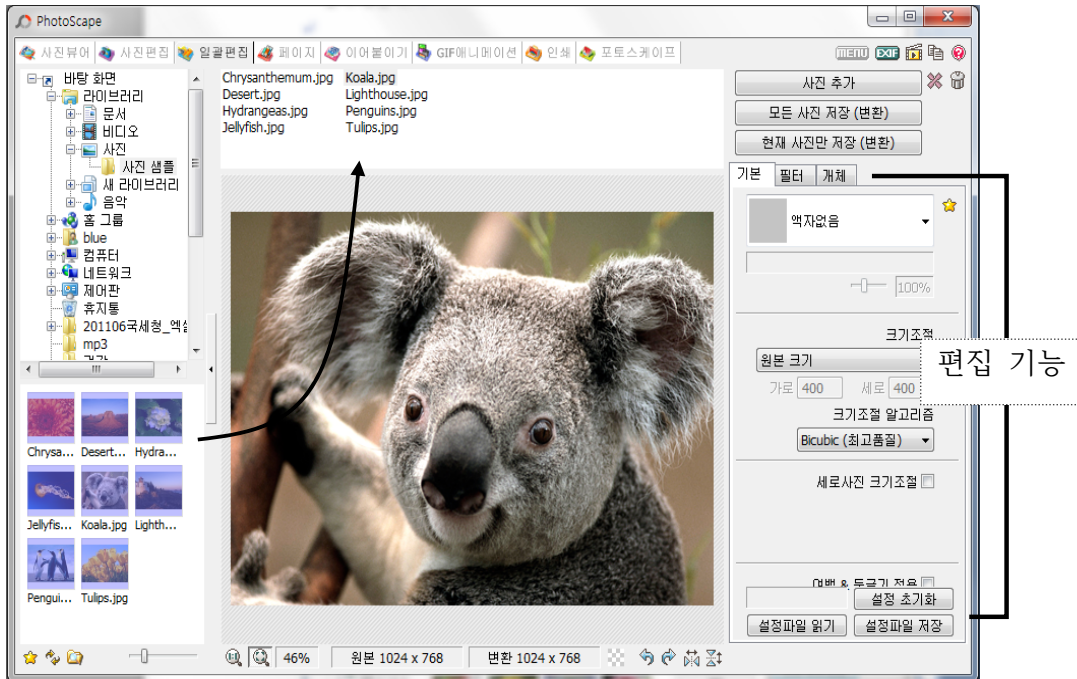 PhotoScape
사진뷰어 사진편집 일괄편집 페이지 이어붙이기 GIF애니메이션 인쇄 포토스케이프
MENU EXIF
바탕 화면
라이브러리
문서
비디오
사진
사진 샘플
새 라이브러리
음악
홈 그룹
blue
컴퓨터
네트워크
제어판
휴지통
201106국세청_엑셀
mp3
Chrysa... Desert... Hydra...
Jellyfis... Koala.jpg Lighth...
Pengui... Tulips.jpg
Chrysanthemum.jpg Koala.jpg
Desert.jpg Lighthouse.jpg
Hydrangeas.jpg Penguins.jpg
Jellyfish.jpg Tulips.jpg
46% 원본 1024 x 768 변환 1024 x 768
사진 추가
모든 사진 저장 (변환)
현재 사진만 저장 (변환)
기본 필터 개체
액자없음
100%
크기조절
원본 크기
가로 400 세로 400
크기조절 알고리즘
Bicubic (최고품질)
세로사진 크기조절
여백 & 둥글기 적용
설정 초기화
설정파일 읽기 설정파일 저장
편집 기능